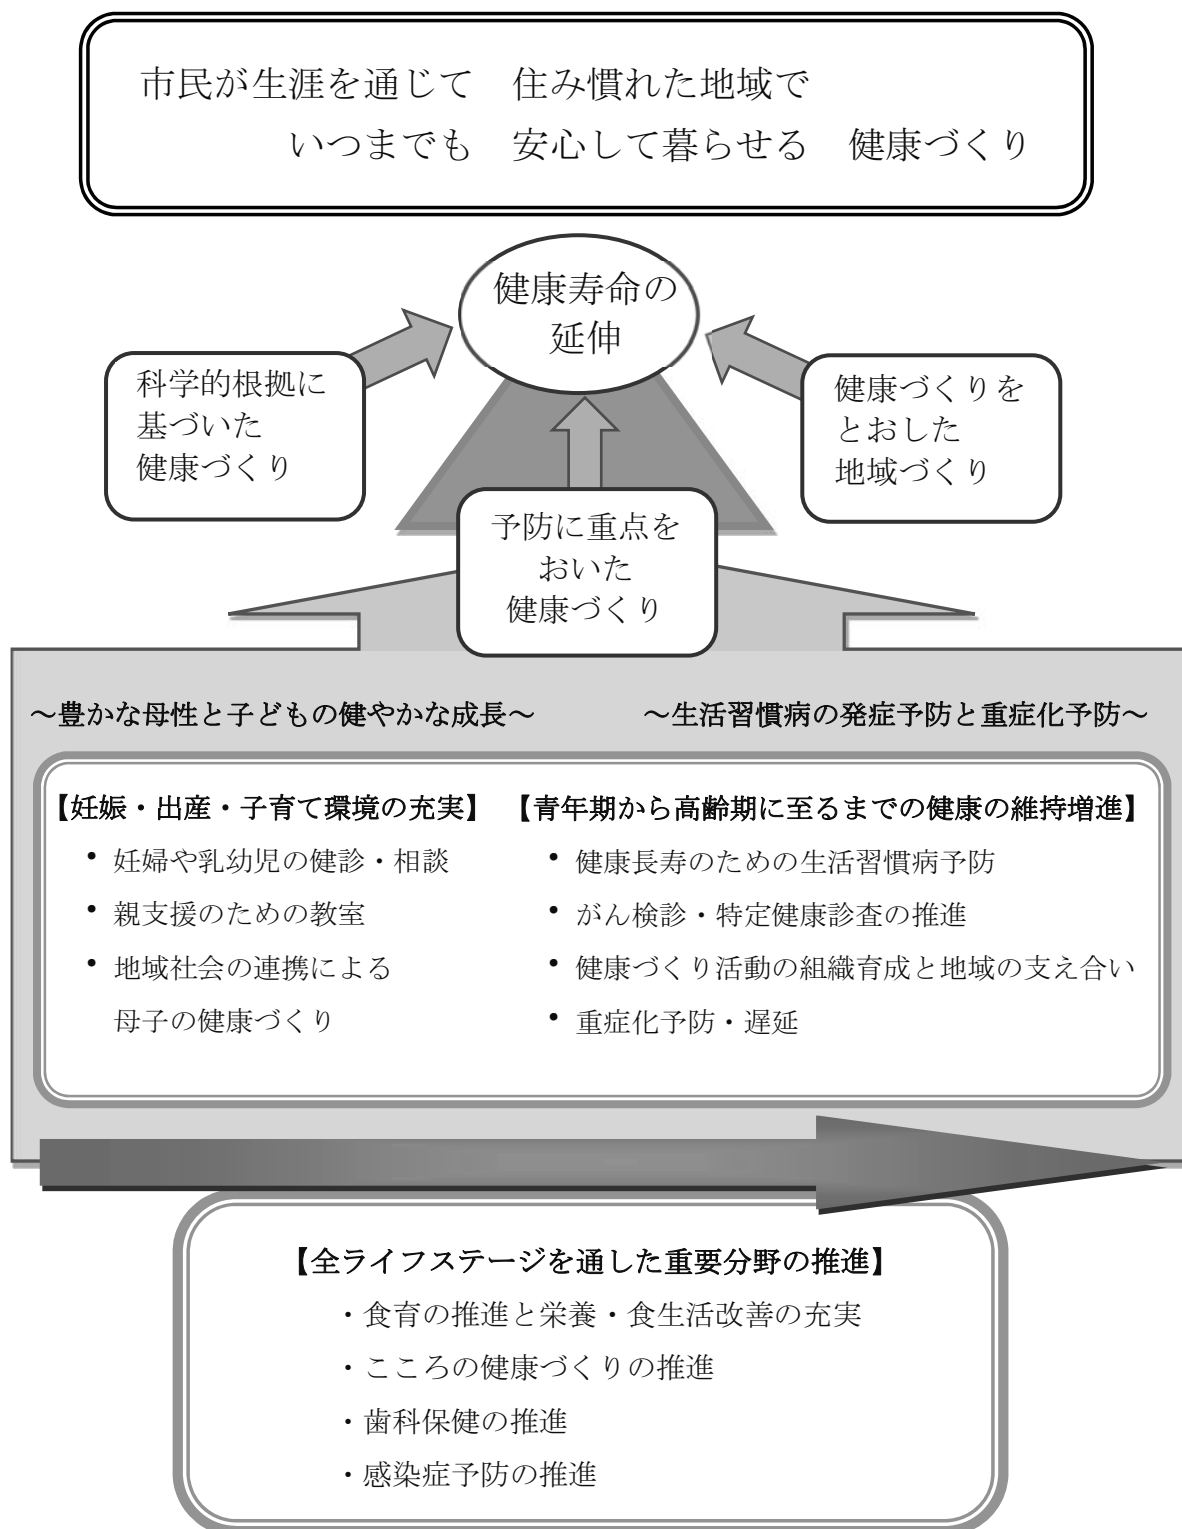 市民が生涯を通じて　住み慣れた地域で
いつまでも　安心して暮らせる　健康づくり
健康寿命の
延伸
科学的根拠に
基づいた
健康づくり
健康づくりを
とおした
地域づくり
予防に重点を
おいた
健康づくり
～豊かな母性と子どもの健やかな成長～
～生活習慣病の発症予防と重症化予防～
【妊娠・出産・子育て環境の充実】
・妊婦や乳幼児の健診・相談
・親支援のための教室
・地域社会の連携による
母子の健康づくり
【青年期から高齢期に至るまでの健康の維持増進】
・健康長寿のための生活習慣病予防
・がん検診・特定健康診査の推進
・健康づくり活動の組織育成と地域の支え合い
・重症化予防・遅延
【全ライフステージを通した重要分野の推進】
・食育の推進と栄養・食生活改善の充実
・こころの健康づくりの推進
・歯科保健の推進
・感染症予防の推進